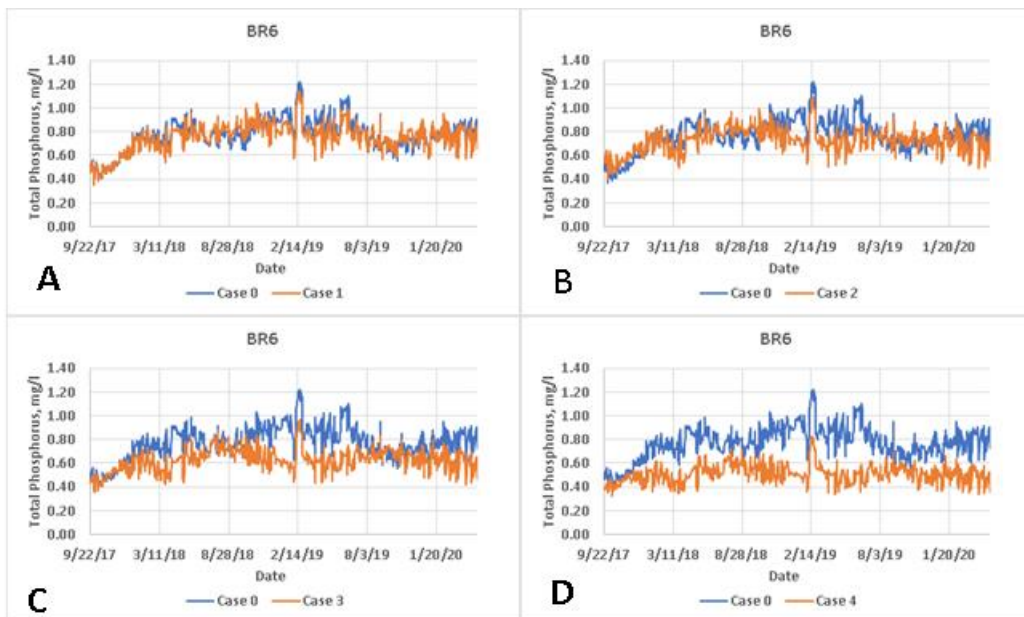 BR6
Total Phosphorus, mg/l
1.40
1.20
1.00
0.80
0.60
0.40
0.20
0.00
9/22/17 3/11/18 8/28/18 2/14/19 8/3/19 1/20/20
Date
A
Case 0 Case 1
BR6
Total Phosphorus, mg/l
1.40
1.20
1.00
0.80
0.60
0.40
0.20
0.00
9/22/17 3/11/18 8/28/18 2/14/19 8/3/19 1/20/20
Date
B
Case 0 Case 2
BR6
Total Phosphorus, mg/l
1.40
1.20
1.00
0.80
0.60
0.40
0.20
0.00
9/22/17 3/11/18 8/28/18 2/14/19 8/3/19 1/20/20
Date
C
Case 0 Case 3
BR6
Total Phosphorus, mg/l
1.40
1.20
1.00
0.80
0.60
0.40
0.20
0.00
9/22/17 3/11/18 8/28/18 2/14/19 8/3/19 1/20/20
Date
D
Case 0 Case 4